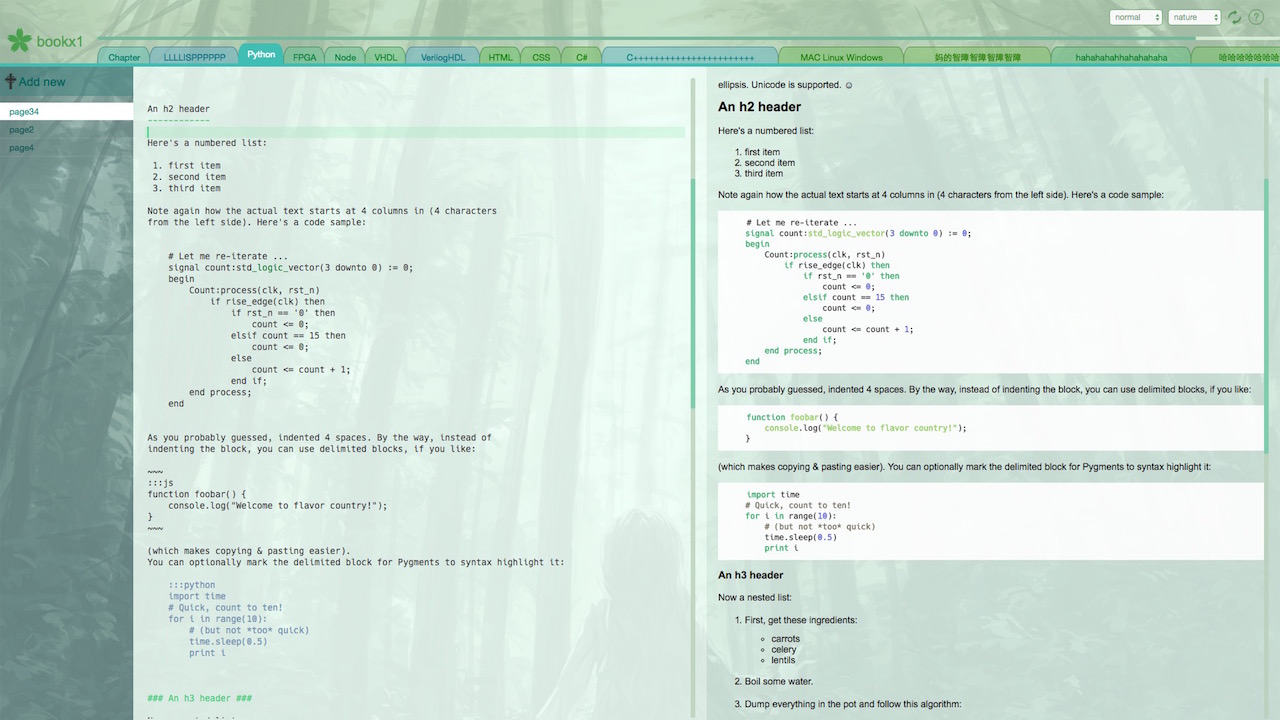 normal
nature
bookx1
Chapter
LLLLISPPPPPP
Python
FPGA
Node
VHDL
VerilogHDL
HTML
CSS
C#
C++++++++++++++++++++++++
MAC Linux Windows
妈的智障智障智障智障
hahahahahhahahahaha
哈哈哈哈哈哈哈哈
Add new
page34
page2
page4
An h2 header
------------
Here's a numbered list:
1. first item
2. second item
3. third item
Note again how the actual text starts at 4 columns in (4 characters
from the left side). Here's a code sample:
# Let me re-iterate ...
signal count:std_logic_vector(3 downto 0) := 0;
begin
Count:process(clk, rst_n)
if rise_edge(clk) then
if rst_n == '0' then
count <= 0;
elsif count == 15 then
count <= 0;
else
count <= count + 1;
end if;
end process;
end
As you probably guessed, indented 4 spaces. By the way, instead of
indenting the block, you can use delimited blocks, if you like:
~~~
:::js
function foobar() {
console.log("Welcome to flavor country!");
}
~~~
(which makes copying & pasting easier).
You can optionally mark the delimited block for Pygments to syntax highlight it:
:::python
import time
# Quick, count to ten!
for i in range(10):
# (but not *too* quick)
time.sleep(0.5)
print i
### An h3 header ###
ellipsis. Unicode is supported. ☺
An h2 header
Here's a numbered list:
1. first item
2. second item
3. third item
Note again how the actual text starts at 4 columns in (4 characters from the left side). Here's a code sample:
# Let me re-iterate ...
signal count:std_logic_vector(3 downto 0) := 0;
begin
Count:process(clk, rst_n)
if rise_edge(clk) then
if rst_n == '0' then
count <= 0;
elsif count == 15 then
count <= 0;
else
count <= count + 1;
end if;
end process;
end
As you probably guessed, indented 4 spaces. By the way, instead of indenting the block, you can use delimited blocks, if you like:
function foobar() {
console.log("Welcome to flavor country!");
}
(which makes copying & pasting easier). You can optionally mark the delimited block for Pygments to syntax highlight it:
import time
# Quick, count to ten!
for i in range(10):
# (but not *too* quick)
time.sleep(0.5)
print i
An h3 header
Now a nested list:
1. First, get these ingredients:
carrots
celery
lentils
2. Boil some water.
3. Dump everything in the pot and follow this algorithm: